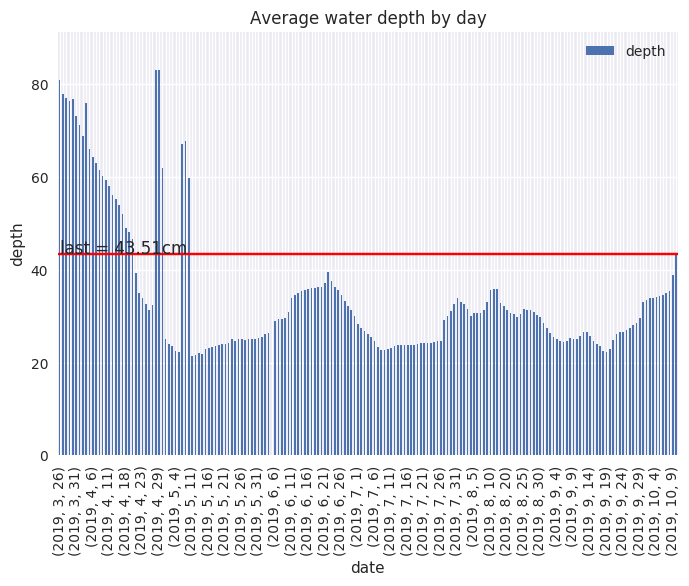 Average water depth by day
depth
80
60
40
20
0
last = 43.51cm
depth
(2019, 3, 26)
(2019, 3, 31)
(2019, 4, 6)
(2019, 4, 11)
(2019, 4, 18)
(2019, 4, 23)
(2019, 4, 29)
(2019, 5, 4)
(2019, 5, 11)
(2019, 5, 16)
(2019, 5, 21)
(2019, 5, 26)
(2019, 5, 31)
(2019, 6, 6)
(2019, 6, 11)
(2019, 6, 16)
(2019, 6, 21)
(2019, 6, 26)
(2019, 7, 1)
(2019, 7, 6)
(2019, 7, 11)
(2019, 7, 16)
(2019, 7, 21)
(2019, 7, 26)
(2019, 7, 31)
(2019, 8, 5)
(2019, 8, 10)
(2019, 8, 20)
(2019, 8, 25)
(2019, 8, 30)
(2019, 9, 4)
(2019, 9, 9)
(2019, 9, 14)
(2019, 9, 19)
(2019, 9, 24)
(2019, 9, 29)
(2019, 10, 4)
(2019, 10, 9)
date